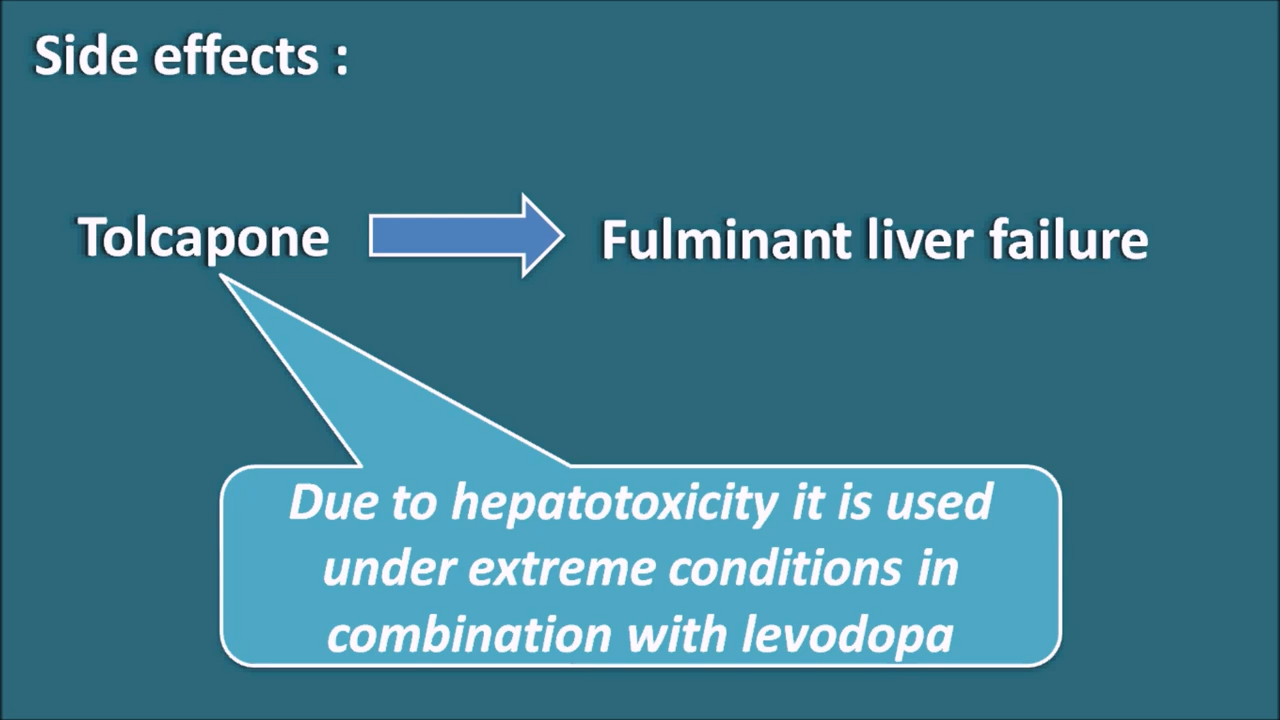 Side effects :
Tolcapone
Fulminant liver failure
Due to hepatotoxicity it is used
under extreme conditions in
combination with levodopa